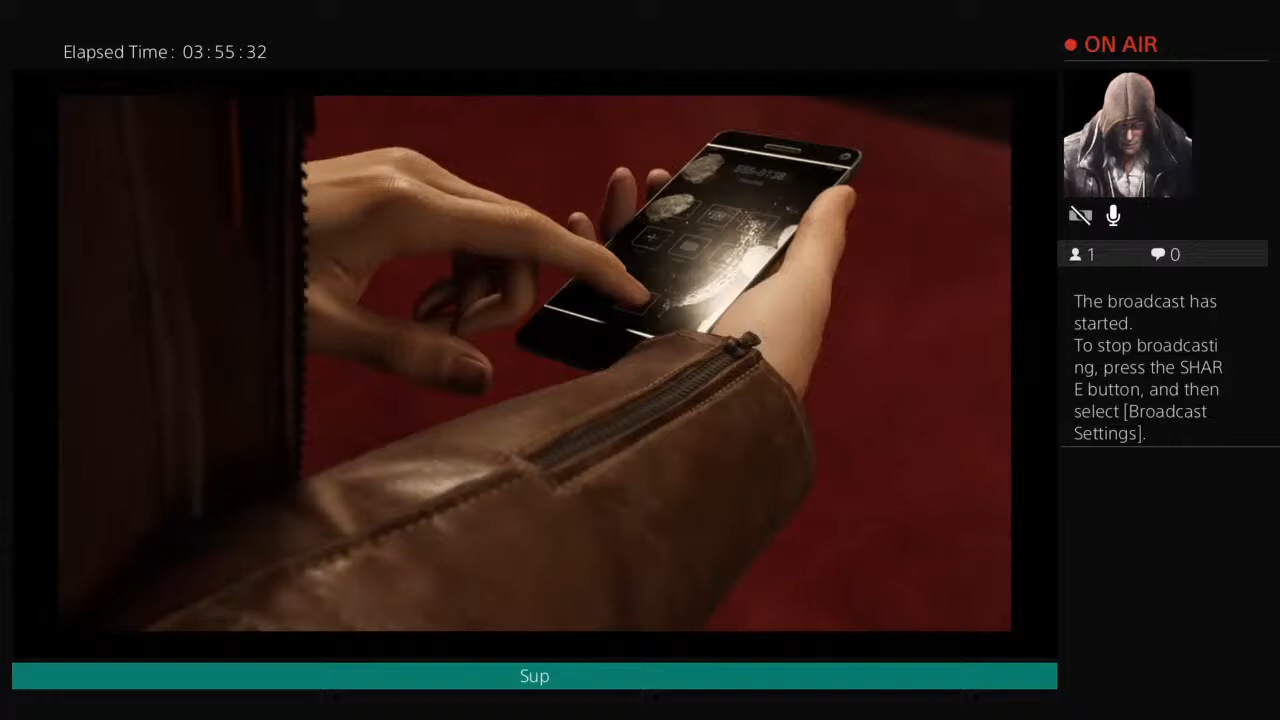 Elapsed Time: 03:55:32
ON AIR
1
0
The broadcast has
started.
To stop broadcasti
ng, press the SHAR
E button, and then
select [Broadcast
Settings].
Sup